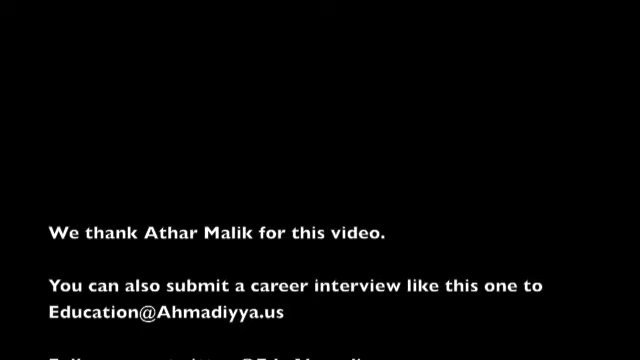 We thank Athar Malik for this video.
You can also submit a career interview like this one to
Education@Ahmadiyya.us